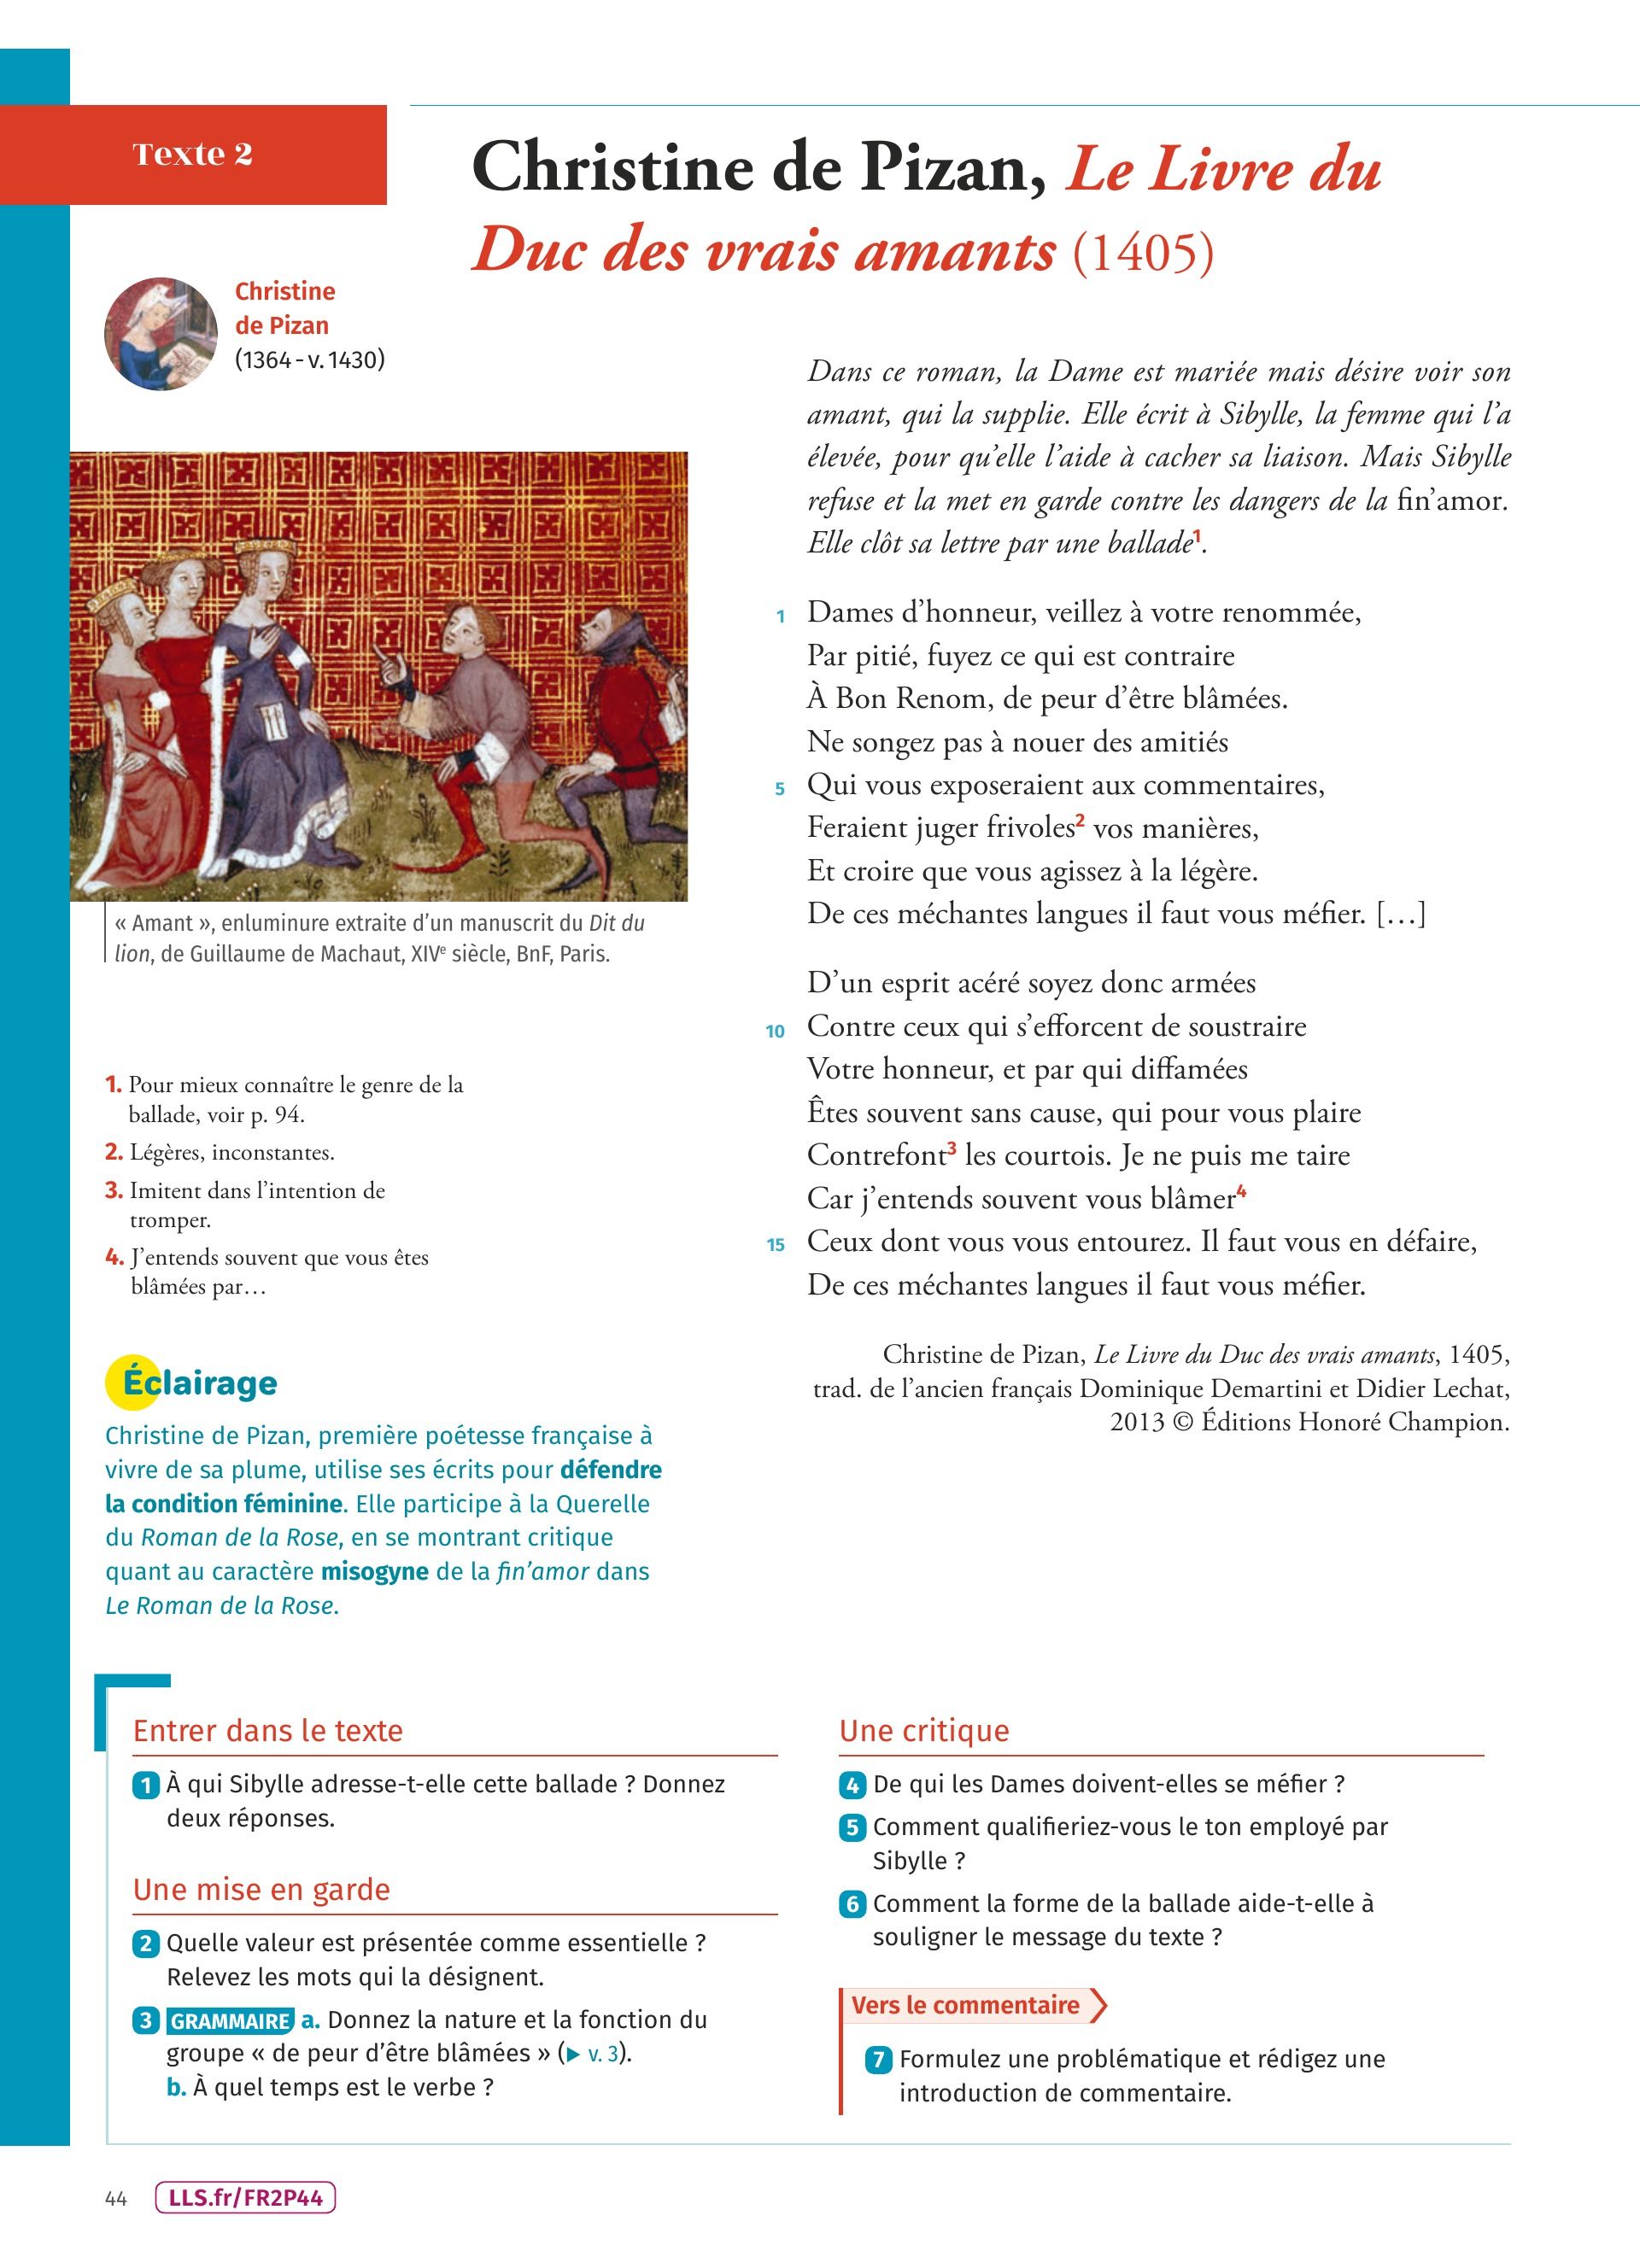 Texte 2
Christine de Pizan, Le Livre du
Duc des vrais amants (1405)
Christine
de Pizan
(1364 - v. 1430)
« Amant », enluminure extraite d'un manuscrit du Dit du
lion, de Guillaume de Machaut, XIVe siècle, BnF, Paris.
1. Pour mieux connaître le genre de la
ballade, voir p. 94.
2. Légères, inconstantes.
3. Imitent dans l'intention de
tromper.
4. J'entends souvent que vous êtes
blâmées par…
Éclairage
Christine de Pizan, première poétesse française à
vivre de sa plume, utilise ses écrits pour défendre
la condition féminine. Elle participe à la Querelle
du Roman de la Rose, en se montrant critique
quant au caractère misogyne de la fin'amor dans
Le Roman de la Rose.
Dans ce roman, la Dame est mariée mais désire voir son
amant, qui la supplie. Elle écrit à Sibylle, la femme qui l'a
élevée, pour qu'elle l'aide à cacher sa liaison. Mais Sibylle
refuse et la met en garde contre les dangers de la fin'amor.
Elle clôt sa lettre par une ballade1.
1 Dames d'honneur, veillez à votre renommée,
Par pitié, fuyez ce qui est contraire
À Bon Renom, de peur d'être blâmées.
Ne songez pas à nouer des amitiés
5 Qui vous exposeraient aux commentaires,
Feraient juger frivoles2 vos manières,
Et croire que vous agissez à la légère.
De ces méchantes langues il faut vous méfier. […]
D'un esprit acéré soyez donc armées
10 Contre ceux qui s'efforcent de soustraire
Votre honneur, et par qui diffamées
Êtes souvent sans cause, qui pour vous plaire
Contrefont3 les courtois. Je ne puis me taire
Car j'entends souvent vous blâmer4
15 Ceux dont vous vous entourez. Il faut vous en défaire,
De ces méchantes langues il faut vous méfier.
Christine de Pizan, Le Livre du Duc des vrais amants, 1405,
trad. de l'ancien français Dominique Demartini et Didier Lechat,
2013 © Éditions Honoré Champion.
Entrer dans le texte
1 À qui Sibylle adresse-t-elle cette ballade ? Donnez
deux réponses.
Une mise en garde
2 Quelle valeur est présentée comme essentielle ?
Relevez les mots qui la désignent.
3 GRAMMAIRE a. Donnez la nature et la fonction du
groupe « de peur d'être blâmées » (▶ v. 3).
b. À quel temps est le verbe ?
Une critique
4 De qui les Dames doivent-elles se méfier ?
5 Comment qualifieriez-vous le ton employé par
Sibylle ?
6 Comment la forme de la ballade aide-t-elle à
souligner le message du texte ?
Vers le commentaire
7 Formulez une problématique et rédigez une
introduction de commentaire.
44 LLS.fr/FR2P44